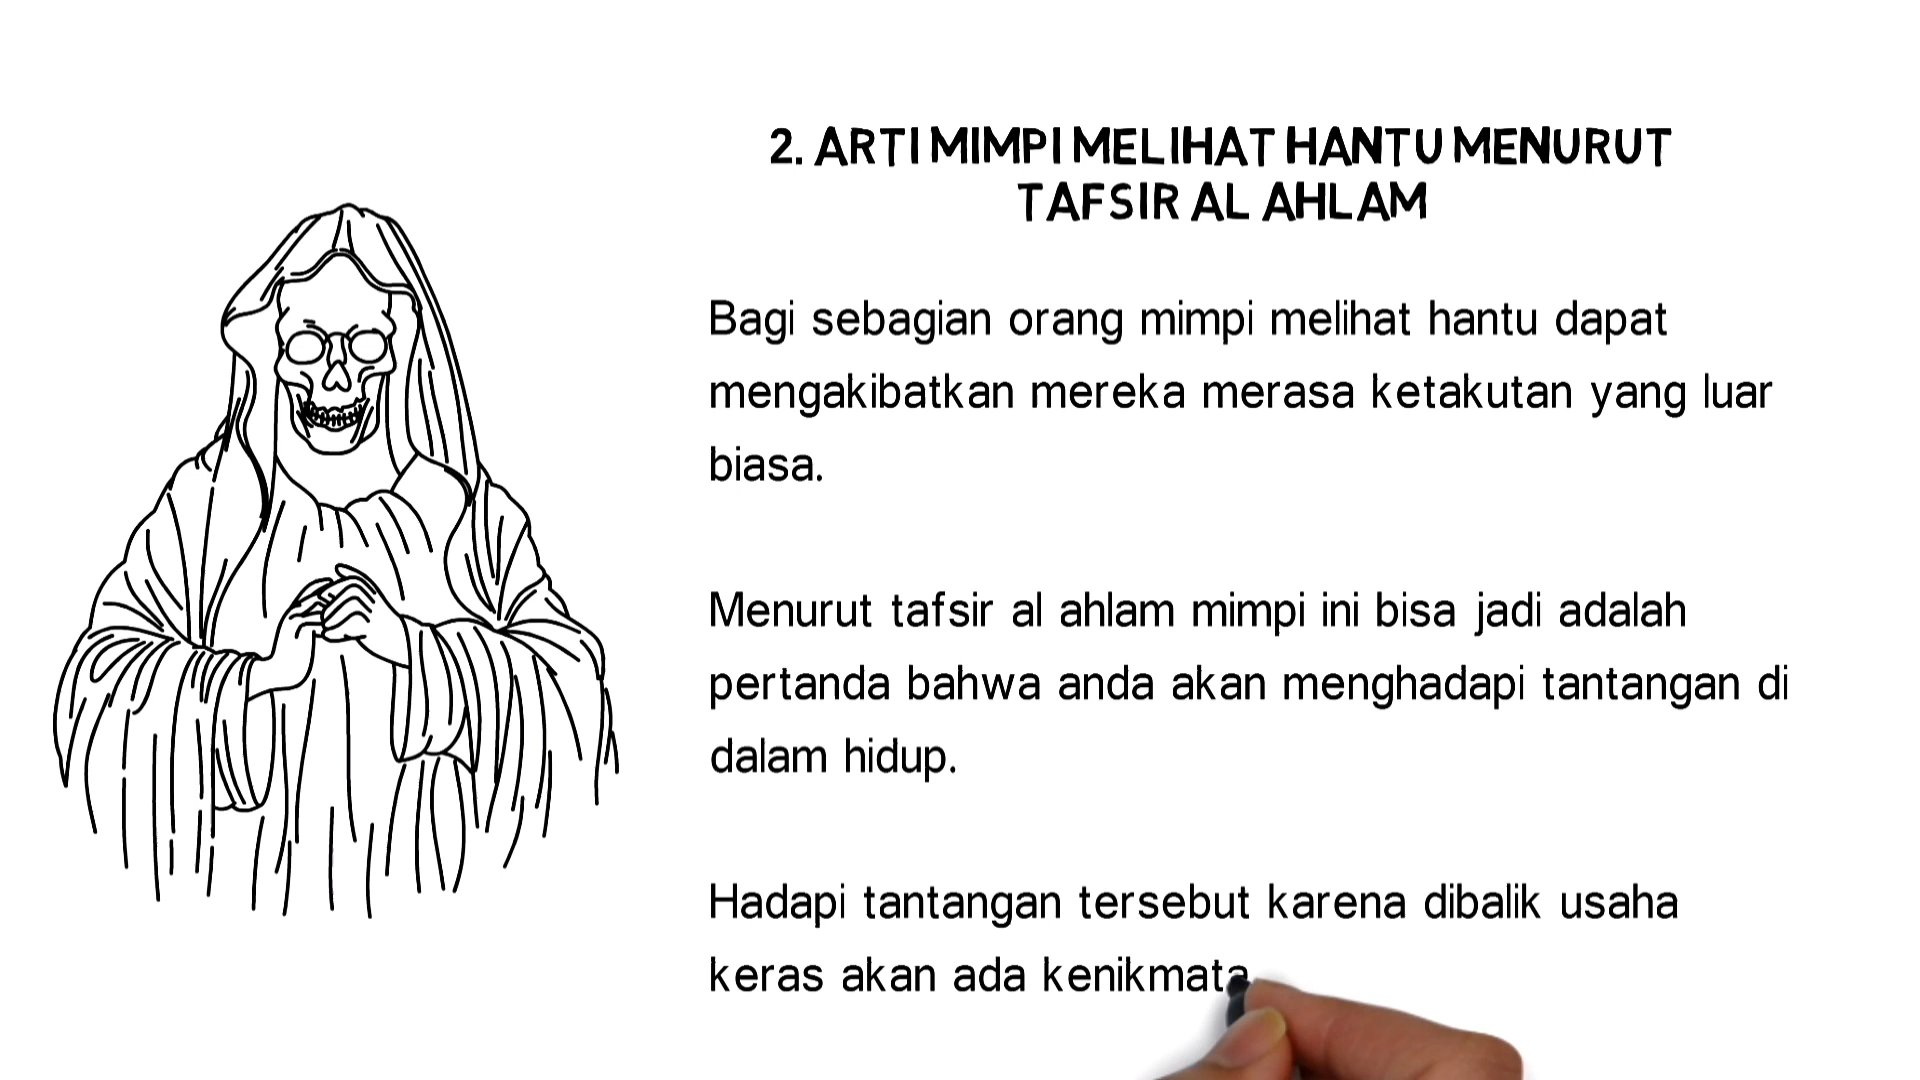 2. ARTI MIMPI MELIHAT HANTU MENURUT
TAFSIR AL AHLAM
Bagi sebagian orang mimpi melihat hantu dapat
mengakibatkan mereka merasa ketakutan yang luar
biasa.
Menurut tafsir al ahlam mimpi ini bisa jadi adalah
pertanda bahwa anda akan menghadapi tantangan di
dalam hidup.
Hadapi tantangan tersebut karena dibalik usaha
keras akan ada kenikmata